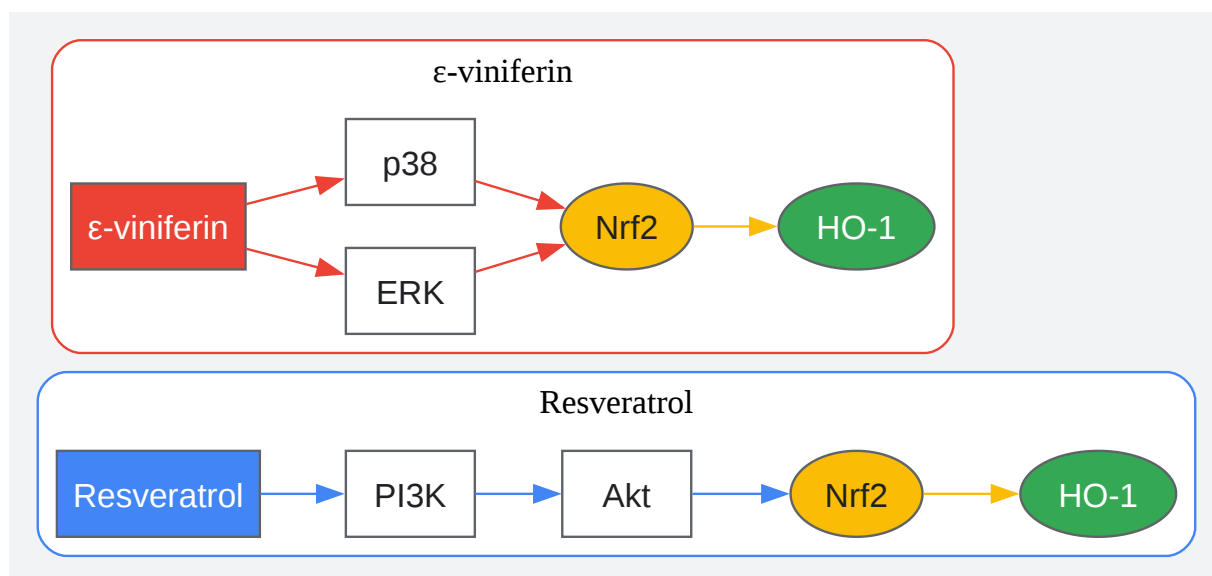 ε-viniferin
ε-viniferin
p38
ERK
Nrf2
HO-1
Resveratrol
Resveratrol
PI3K
Akt
Nrf2
HO-1